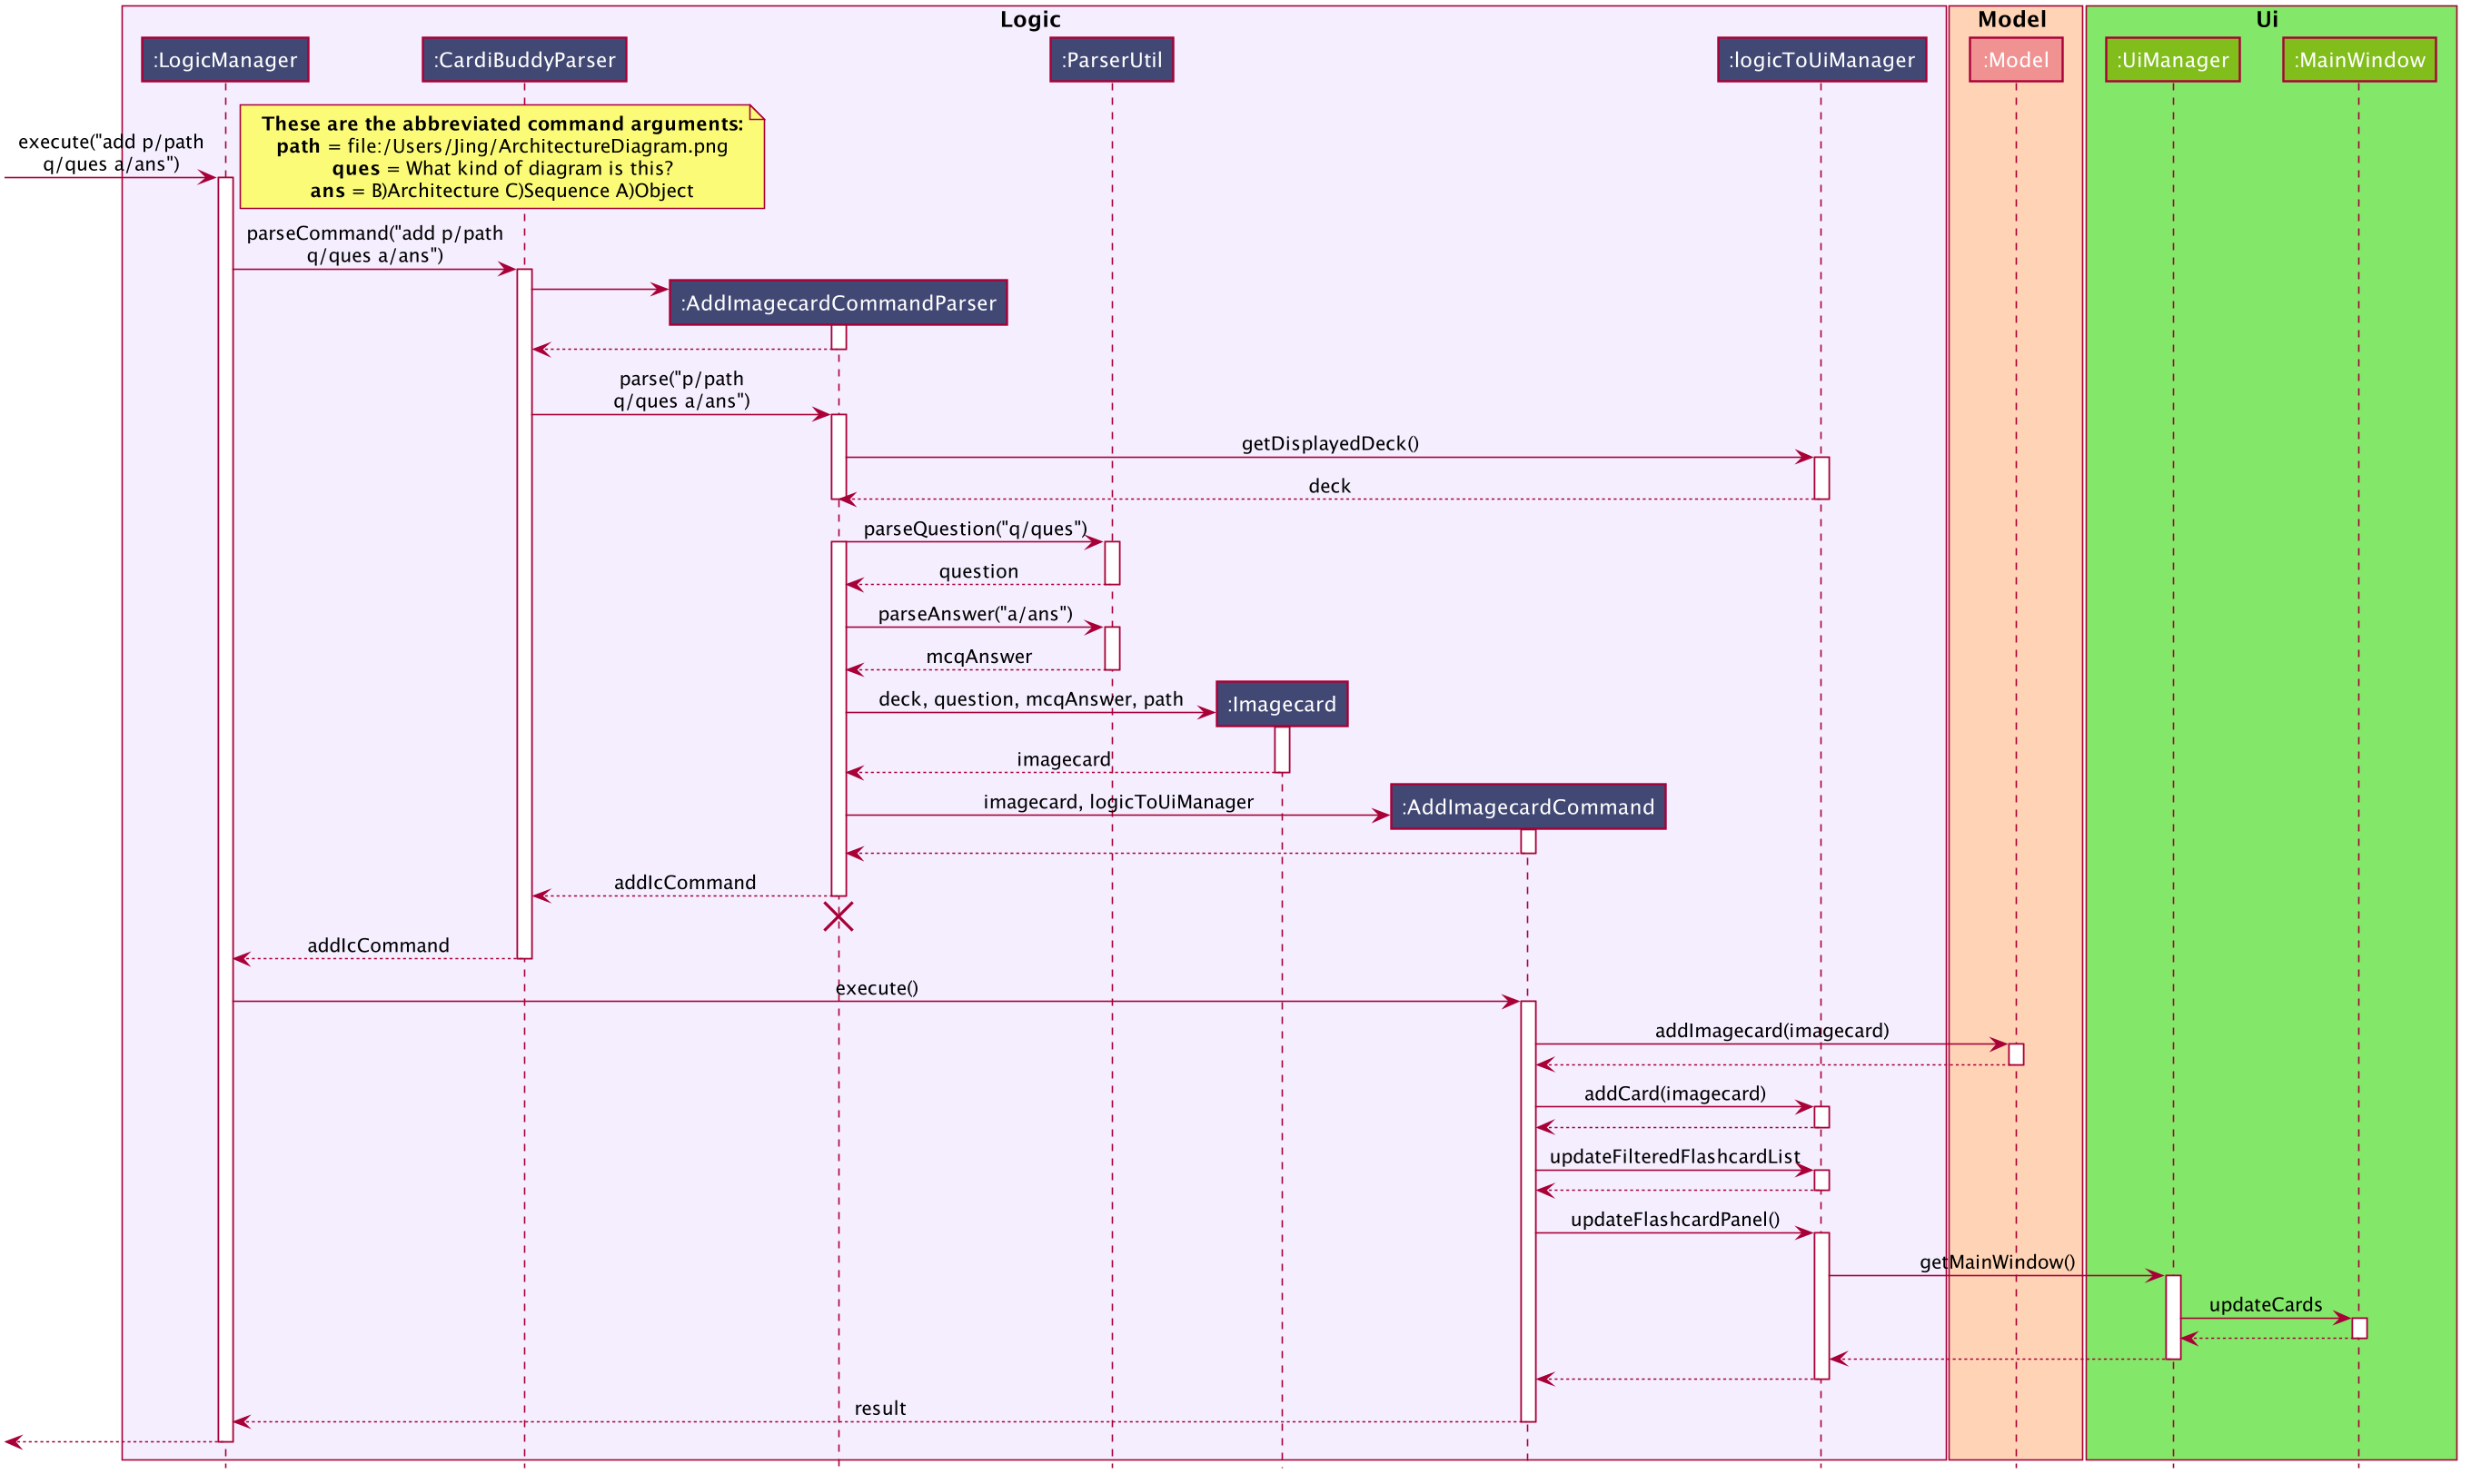 Logic
Model
Ui
:LogicManager
:CardiBuddyParser
:ParserUtil
:logicToUiManager
:Model
:UiManager
:MainWindow
These are the abbreviated command arguments:
path = file:/Users/Jing/ArchitectureDiagram.png
ques = What kind of diagram is this?
ans = B)Architecture C)Sequence A)Object
execute("add p/path
q/ques a/ans")
parseCommand("add p/path
q/ques a/ans")
:AddImagecardCommandParser
parse("p/path
q/ques a/ans")
getDisplayedDeck()
deck
parseQuestion("q/ques")
question
parseAnswer("a/ans")
mcqAnswer
deck, question, mcqAnswer, path
:Imagecard
imagecard
imagecard, logicToUiManager
:AddImagecardCommand
addIcCommand
addIcCommand
execute()
addImagecard(imagecard)
addCard(imagecard)
updateFilteredFlashcardList
updateFlashcardPanel()
getMainWindow()
updateCards
result